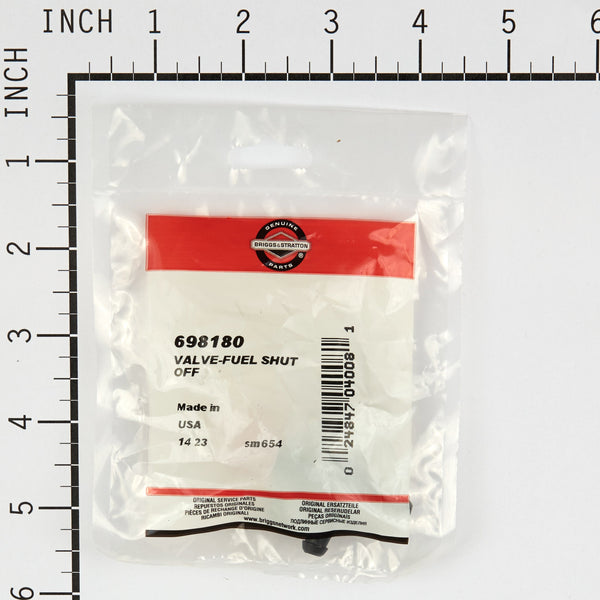 INCH 1 2 3 4 5 6
INCH
1
2
3
4
5
6
GENUINE
BRIGGS&STRATTON
®
PARTS
698180
VALVE-FUEL SHUT
OFF
Made in
USA
14 23 sm654
0 24847 04008 1
ORIGINAL SERVICE PARTS
REPUESTOS ORIGINALES
PIÈCES DE RECHANGE D'ORIGINE
RICAMBI ORIGINALI
ORIGINAL ERSATZTEILE
ORIGINAL RESERUDELAR
PEÇAS ORIGINAIS
ПОДЛИННЫЕ СЕРВИСНЫЕ ИЗДЕЛИЯ
www.briggsnetwork.com